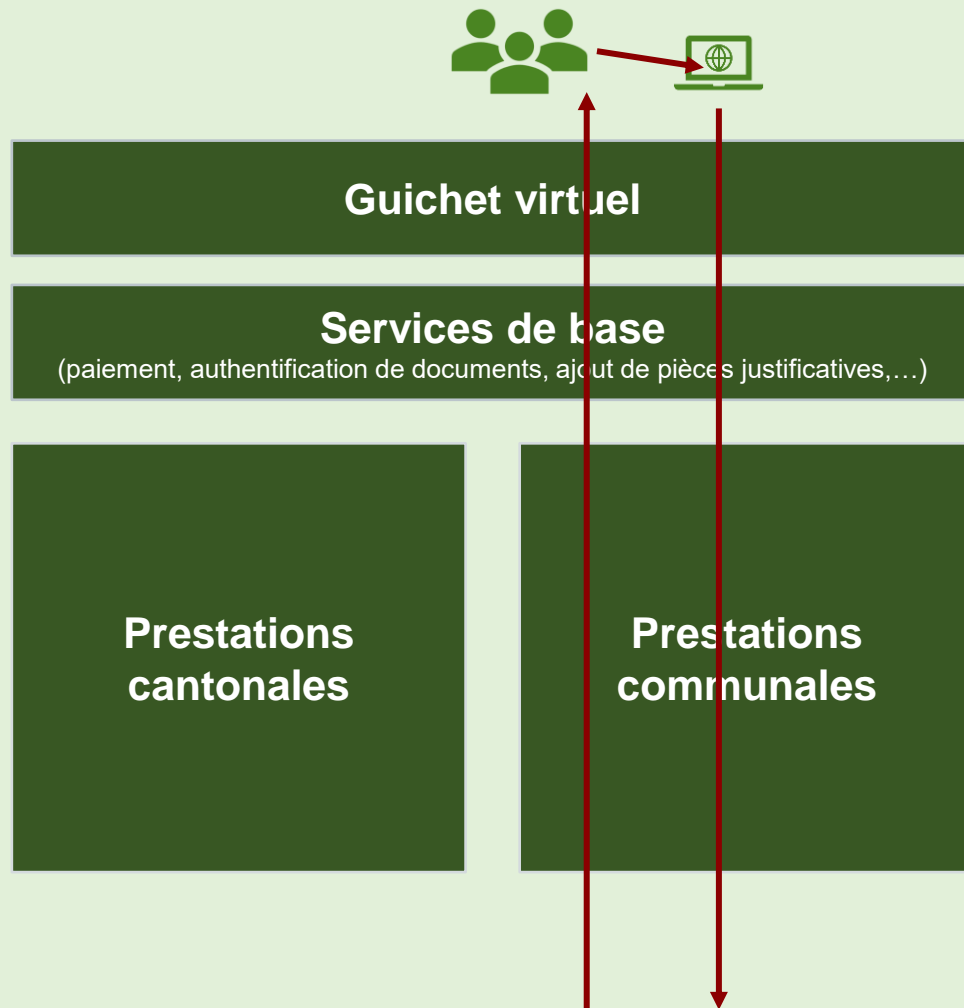 Guichet virtuel
Services de base
(paiement, authentification de documents, ajout de pièces justificatives,…)
Prestations
cantonales
Prestations
communales